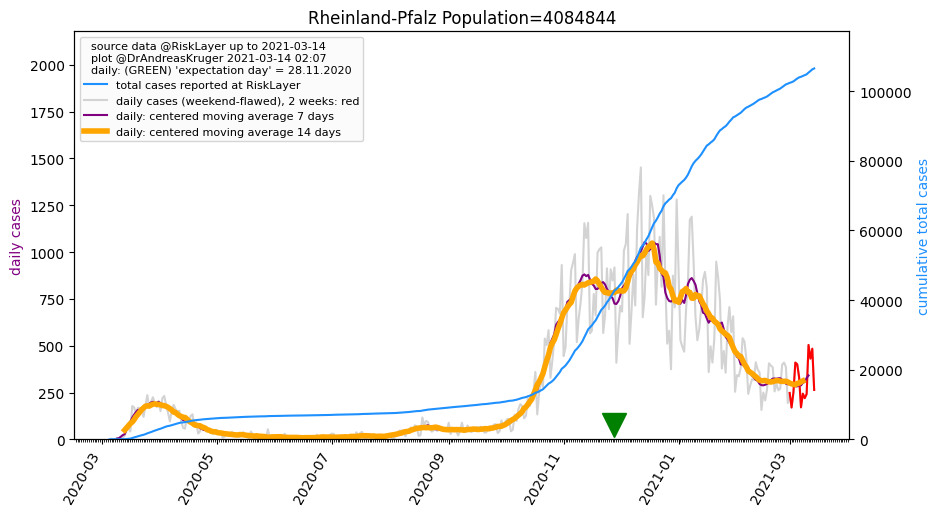 Rheinland-Pfalz Population=4084844
source data @RiskLayer up to 2021-03-14
plot @DrAndreasKruger 2021-03-14 02:07
daily: (GREEN) 'expectation day' = 28.11.2020
total cases reported at RiskLayer
daily cases (weekend-flawed), 2 weeks: red
daily: centered moving average 7 days
daily: centered moving average 14 days
daily cases
2000
1750
1500
1250
1000
750
500
250
0
100000
80000
60000
40000
20000
0
cumulative total cases
2020-03
2020-05
2020-07
2020-09
2020-11
2021-01
2021-03